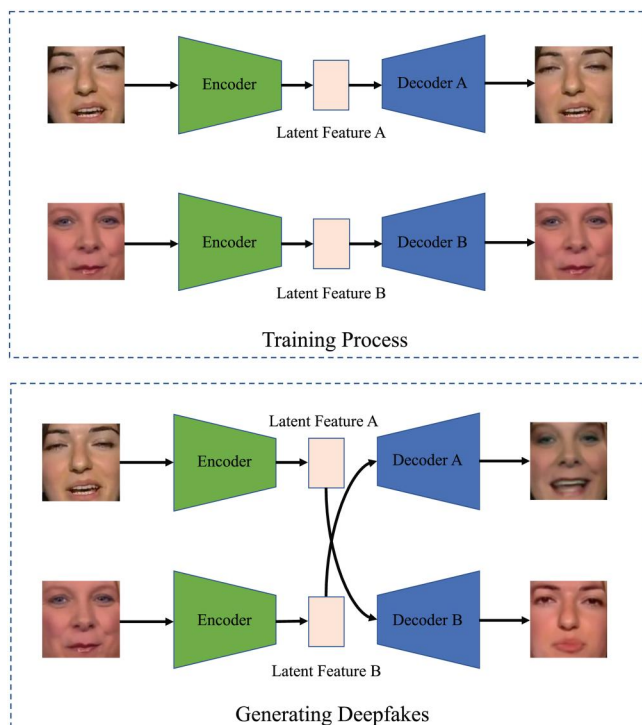 Encoder
Decoder A
Latent Feature A
Encoder
Decoder B
Latent Feature B
Training Process
Latent Feature A
Encoder
Decoder A
Encoder
Decoder B
Latent Feature B
Generating Deepfakes